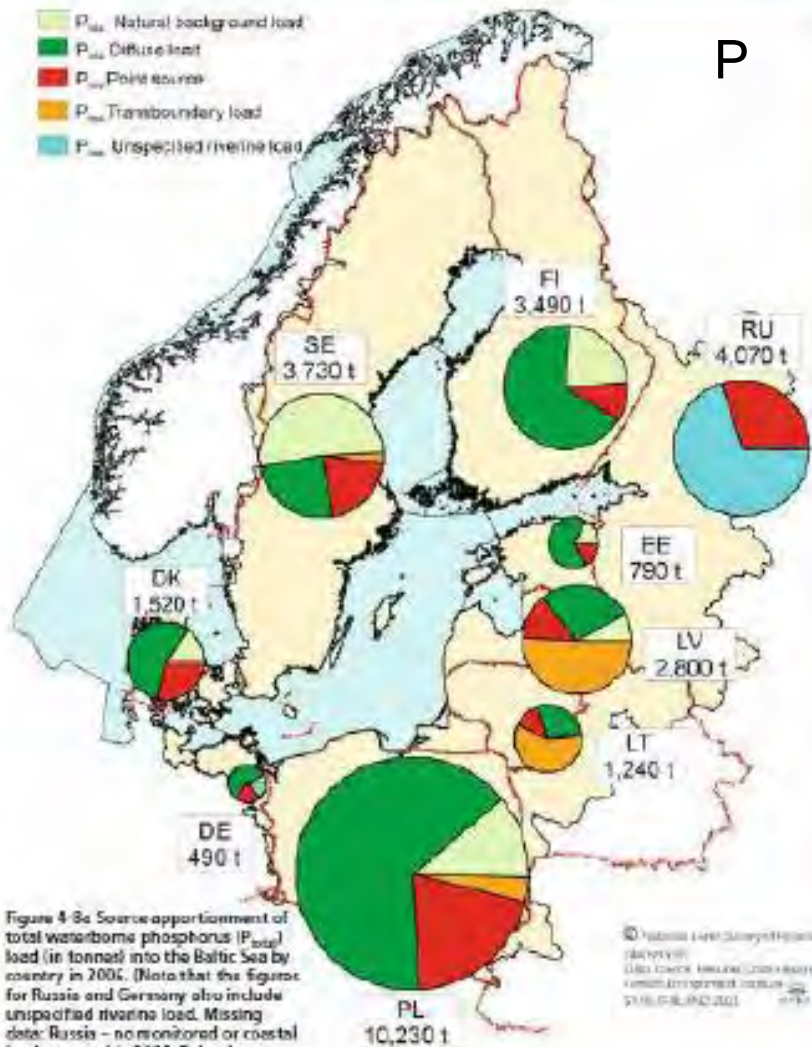 P
Natural background load
Diffuse load
Point source
Transboundary load
Unspecified riverine load
FI
3,490 t
RU
4,070 t
SE
3,730 t
EE
790 t
DK
1,520 t
LV
2,800 t
LT
1,240 t
DE
490 t
PL
10,230 t
Figure 4-8a Source apportionment of
total waterborne phosphorus (P
load (in tonnes) into the Baltic Sea by
country in 2006. (Note that the figures
for Russia and Germany also include
unspecified riverine load. Missing
data: Russia – no monitored or coastal
©